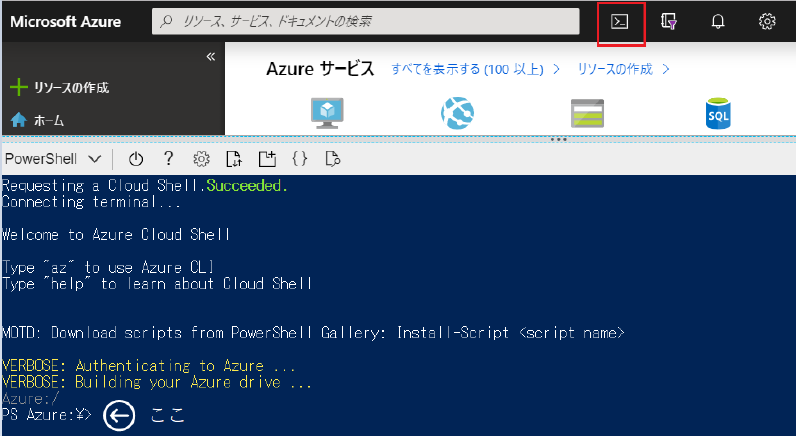 Microsoft Azure
リソース、サービス、ドキュメントの検索
«
Azure サービス
すべてを表示する (100 以上) >
リソースの作成 >
リソースの作成
ホーム
SQL
PowerShell
?
{}
Requesting a Cloud Shell.Succeeded.
Connecting terminal...
Welcome to Azure Cloud Shell
Type "az" to use Azure CLI
Type "help" to learn about Cloud Shell
MOTD: Download scripts from PowerShell Gallery: Install-Script <script name>
VERBOSE: Authenticating to Azure ...
VERBOSE: Building your Azure drive ...
Azure:/
PS Azure:¥> ← ここ